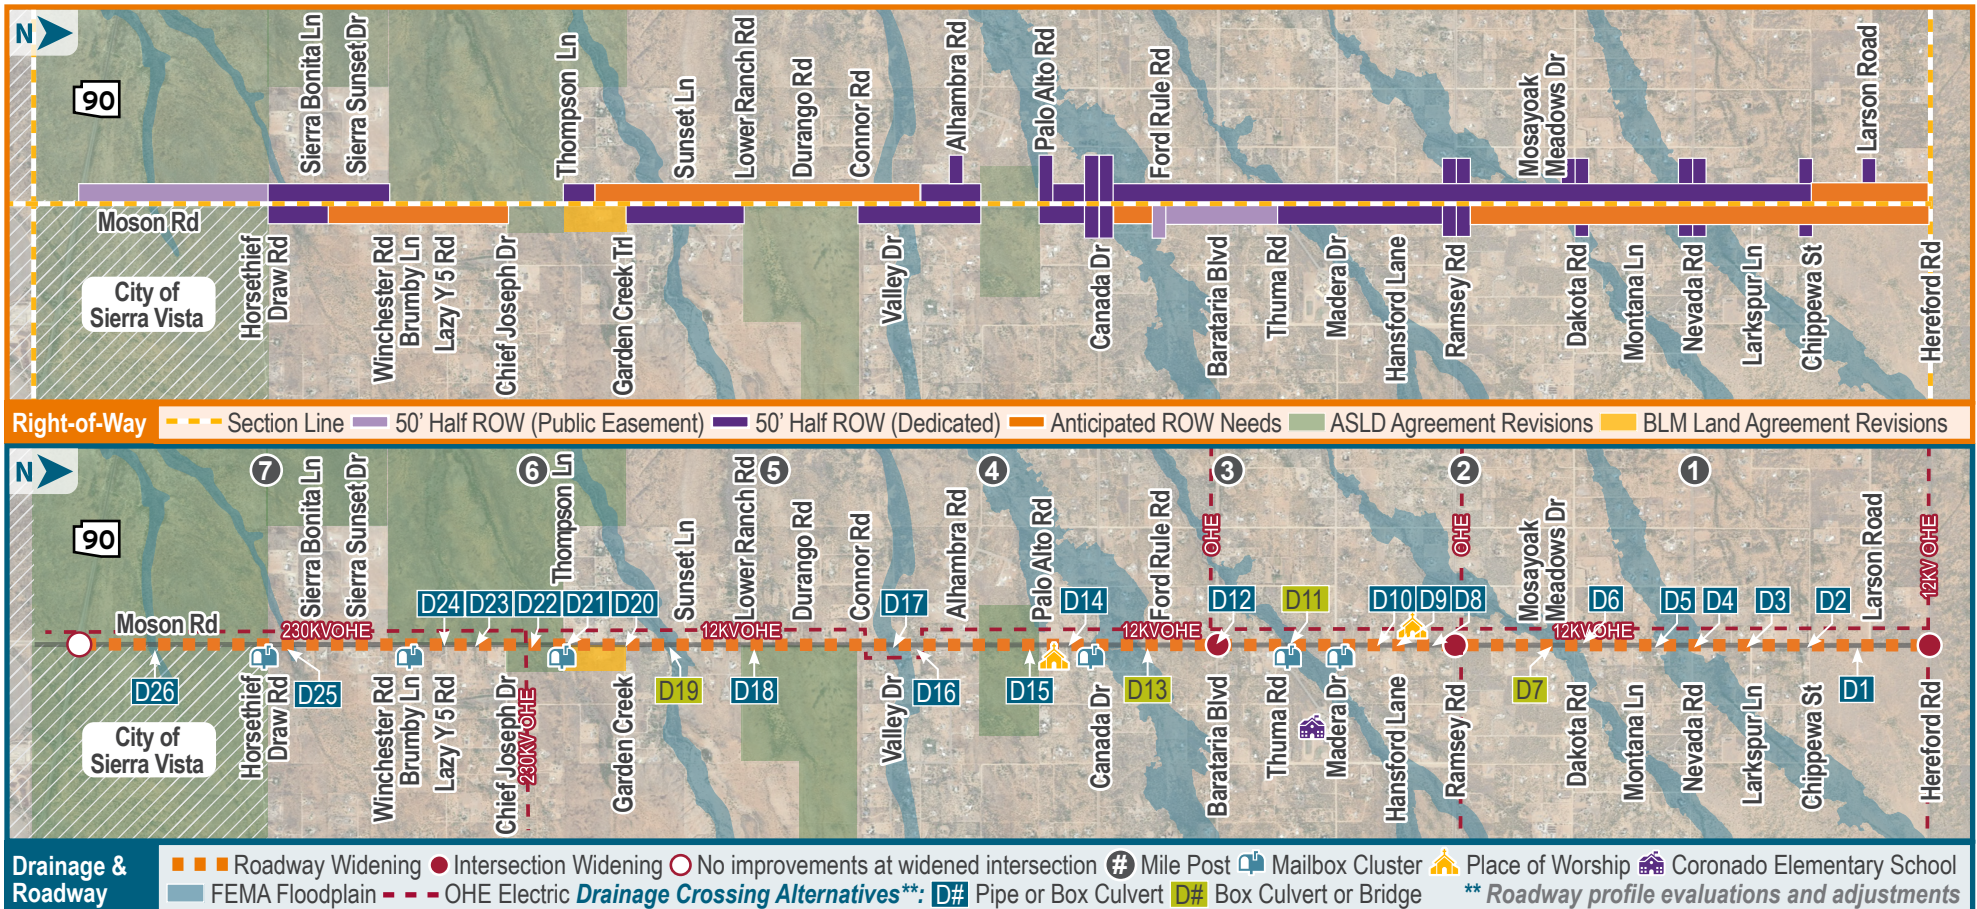 N
90
Sierra Bonita Ln
Sierra Sunset Dr
Thompson Ln
Sunset Ln
Lower Ranch Rd
Durango Rd
Connor Rd
Alhambra Rd
Palo Alto Rd
Ford Rule Rd
Mosayoak
Meadows Dr
Larson Road
Moson Rd
City of
Sierra Vista
Horsethief
Draw Rd
Winchester Rd
Brumby Ln
Lazy Y 5 Rd
Chief Joseph Dr
Garden Creek Trl
Valley Dr
Canada Dr
Barataria Blvd
Thuma Rd
Madera Dr
Hansford Lane
Ramsey Rd
Dakota Rd
Montana Ln
Nevada Rd
Larkspur Ln
Chippewa St
Hereford Rd
Right-of-Way
Section Line
50' Half ROW (Public Easement)
50' Half ROW (Dedicated)
Anticipated ROW Needs
ASLD Agreement Revisions
BLM Land Agreement Revisions
N
7
6
5
4
3
2
1
90
Sierra Bonita Ln
Sierra Sunset Dr
Thompson Ln
Sunset Ln
Lower Ranch Rd
Durango Rd
Connor Rd
Alhambra Rd
Palo Alto Rd
Ford Rule Rd
OHE
OHE
Mosayoak
Meadows Dr
Larson Road
12KV OHE
D24
D23
D22
D21
D20
D17
D14
D12
D11
D10
D9
D8
D6
D5
D4
D3
D2
Moson Rd
230KVOHE
12KVOHE
12KVOHE
12KVOHE
D26
D25
D19
D18
D16
D15
D13
D7
D1
City of
Sierra Vista
Horsethief
Draw Rd
Winchester Rd
Brumby Ln
Lazy Y 5 Rd
Chief Joseph Dr
230KV OHE
Garden Creek
Valley Dr
Canada Dr
Barataria Blvd
Thuma Rd
Madera Dr
Hansford Lane
Ramsey Rd
Dakota Rd
Montana Ln
Nevada Rd
Larkspur Ln
Chippewa St
Hereford Rd
Drainage &
Roadway
Roadway Widening
Intersection Widening
No improvements at widened intersection
# Mile Post
Mailbox Cluster
Place of Worship
Coronado Elementary School
FEMA Floodplain
OHE Electric
Drainage Crossing Alternatives**:
D# Pipe or Box Culvert
D# Box Culvert or Bridge
** Roadway profile evaluations and adjustments